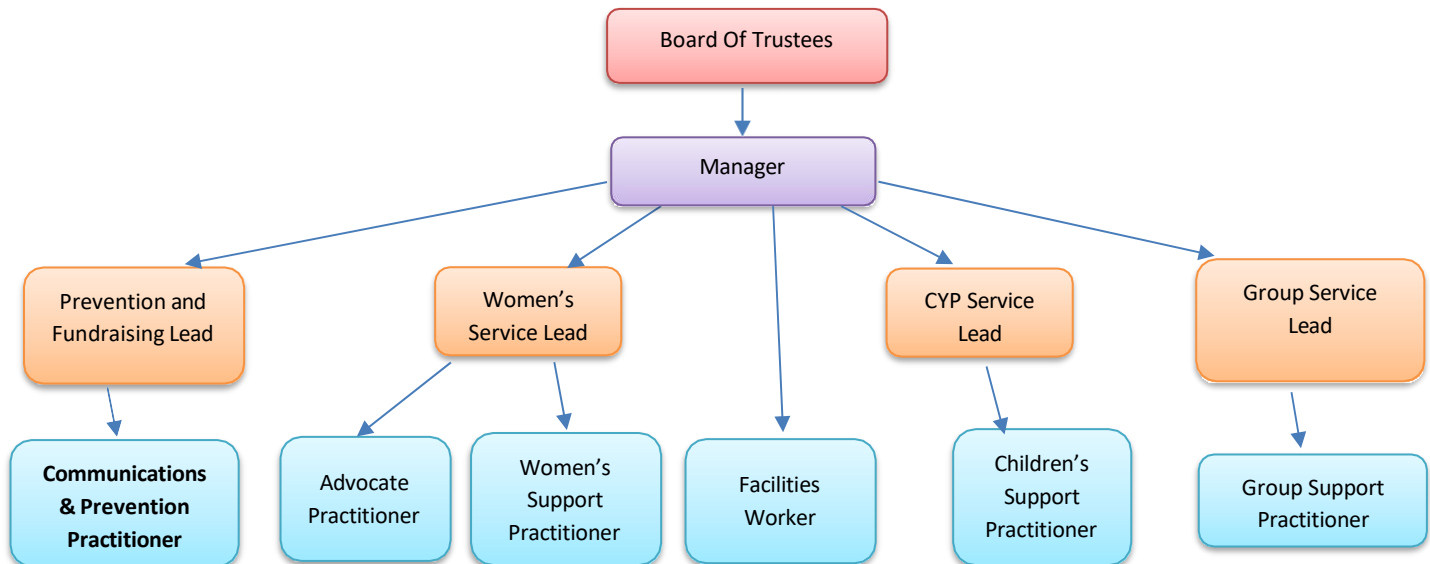 Board Of Trustees
Manager
Prevention and
Fundraising Lead
Women’s
Service Lead
CYP Service
Lead
Group Service
Lead
Communications
& Prevention
Practitioner
Advocate
Practitioner
Women’s
Support
Practitioner
Facilities
Worker
Children’s
Support
Practitioner
Group Support
Practitioner